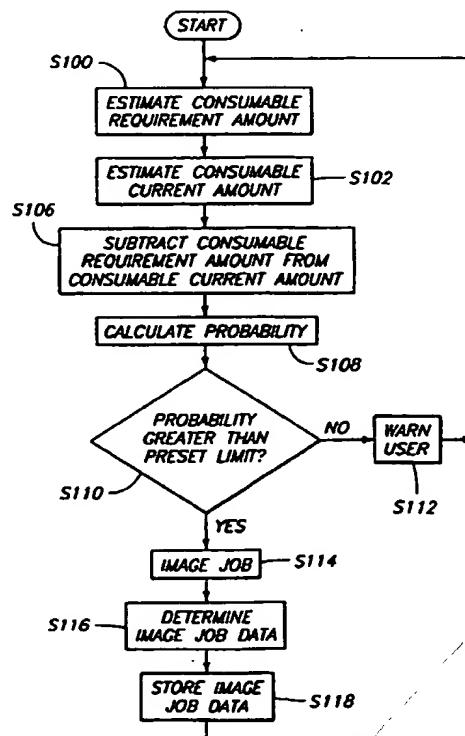 START
S100
ESTIMATE CONSUMABLE
REQUIREMENT AMOUNT
ESTIMATE CONSUMABLE
CURRENT AMOUNT
S102
S106
SUBTRACT CONSUMABLE
REQUIREMENT AMOUNT FROM
CONSUMABLE CURRENT AMOUNT
CALCULATE PROBABILITY
S108
PROBABILITY
GREATER THAN
PRESET LIMIT?
NO
WARN
USER
S110
S112
YES
IMAGE JOB
S114
S116
DETERMINE
IMAGE JOB DATA
STORE IMAGE
JOB DATA
S118